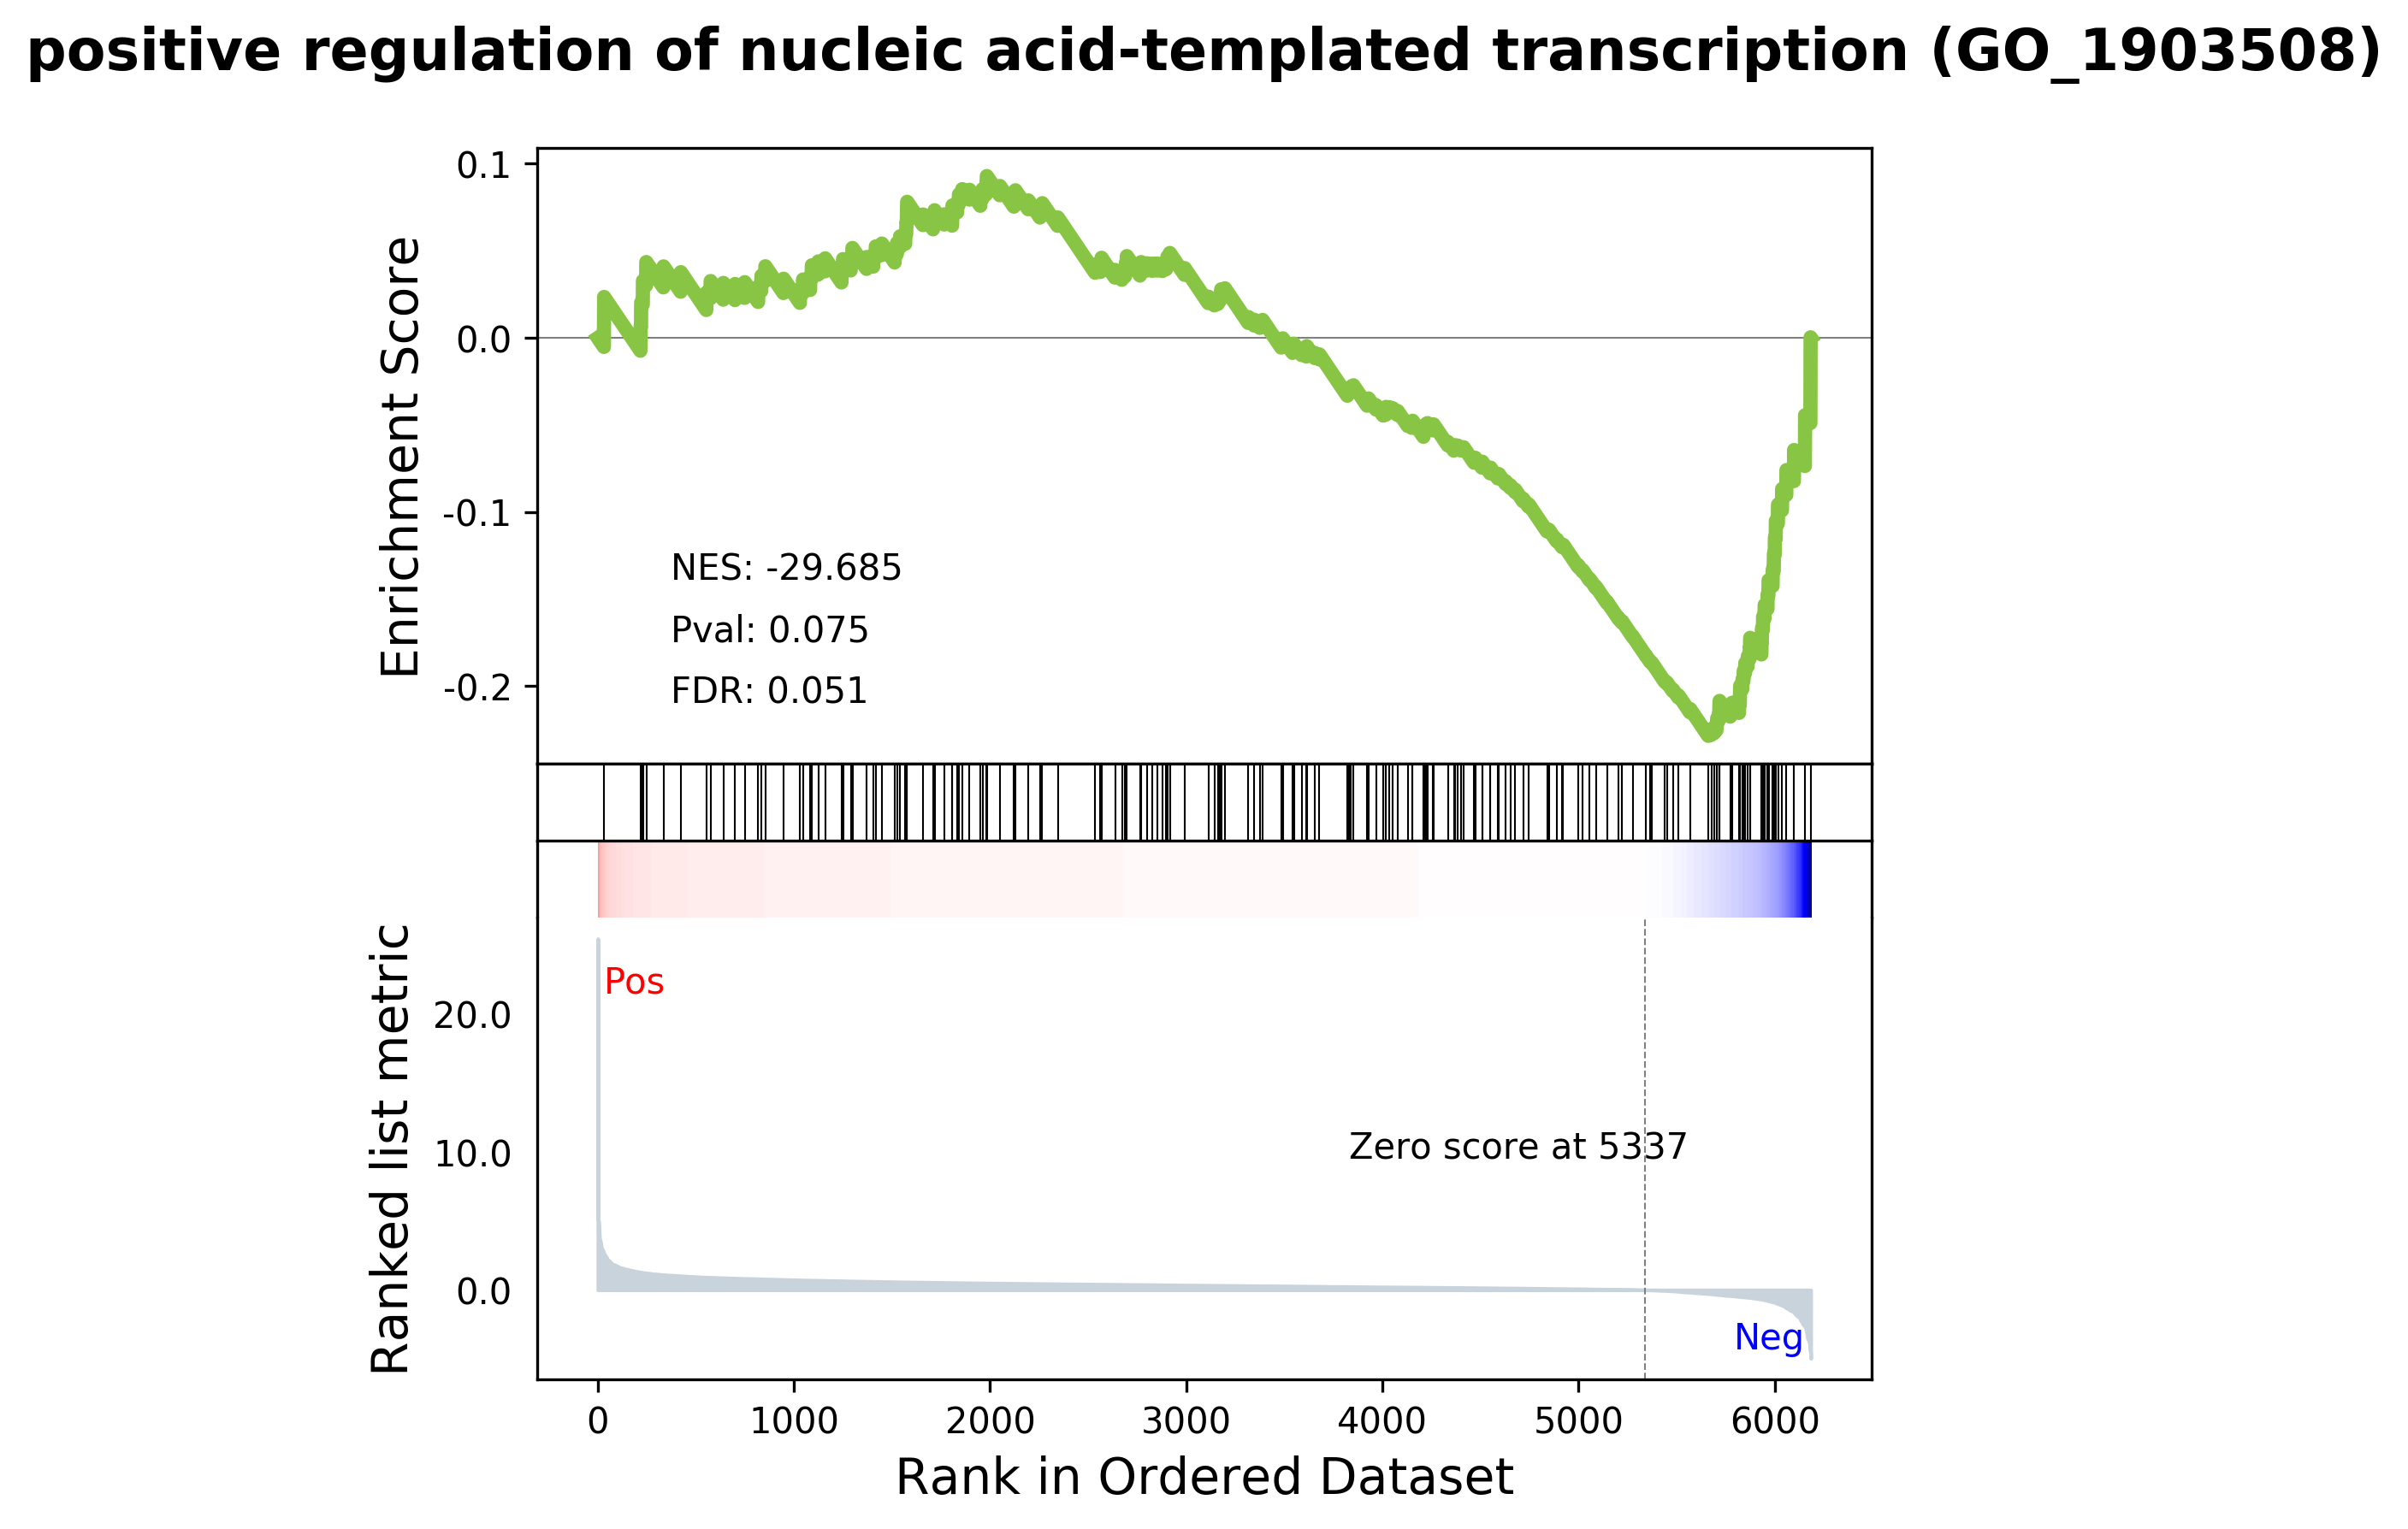 positive regulation of nucleic acid-templated transcription (GO_1903508)
0.1
0.0
-0.1
-0.2
Enrichment Score
NES: -29.685
Pval: 0.075
FDR: 0.051
Ranked list metric
20.0
10.0
0.0
Pos
Zero score at 5337
Neg
0 1000 2000 3000 4000 5000 6000
Rank in Ordered Dataset